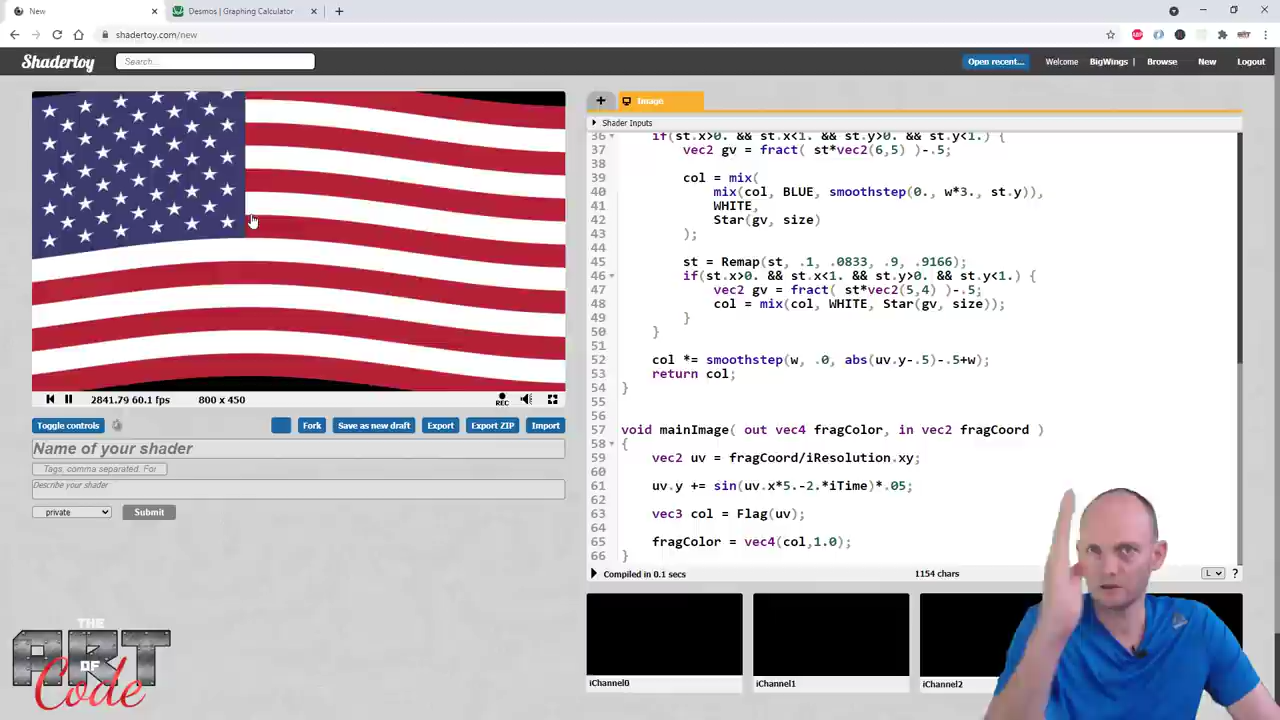 New
Desmos | Graphing Calculator
shadertoy.com/new
Shadertoy
Search...
Open recent...
Welcome
BigWings |
Browse
New
Logout
Image
Shader Inputs
36 if(st.x>0. && st.x<1. && st.y>0. && st.y<1.) {
37 vec2 gv = fract( st*vec2(6,5) )-.5;
38
39 col = mix(
40 mix(col, BLUE, smoothstep(0., w*3., st.y)),
41 WHITE,
42 Star(gv, size)
43 );
44
45 st = Remap(st, .1, .0833, .9, .9166);
46 if(st.x>0. && st.x<1. && st.y>0. && st.y<1.) {
47 vec2 gv = fract( st*vec2(5,4) )-.5;
48 col = mix(col, WHITE, Star(gv, size));
49 }
50 }
51
52 col *= smoothstep(w, .0, abs(uv.y-.5)-.5+w);
53 return col;
54 }
55
56
57 void mainImage( out vec4 fragColor, in vec2 fragCoord )
58 {
59 vec2 uv = fragCoord/iResolution.xy;
60
61 uv.y += sin(uv.x*5.-2.*iTime)*.05;
62
63 vec3 col = Flag(uv);
64
65 fragColor = vec4(col,1.0);
66 }
2841.79 60.1 fps 800 x 450
REC
Toggle controls
Fork
Save as new draft
Export
Export ZIP
Import
Name of your shader
Tags, comma separated. For
Describe your shader
private
Submit
Compiled in 0.1 secs
1154 chars
L
?
iChannel0
iChannel1
iChannel2
THE
ART
OF
Code